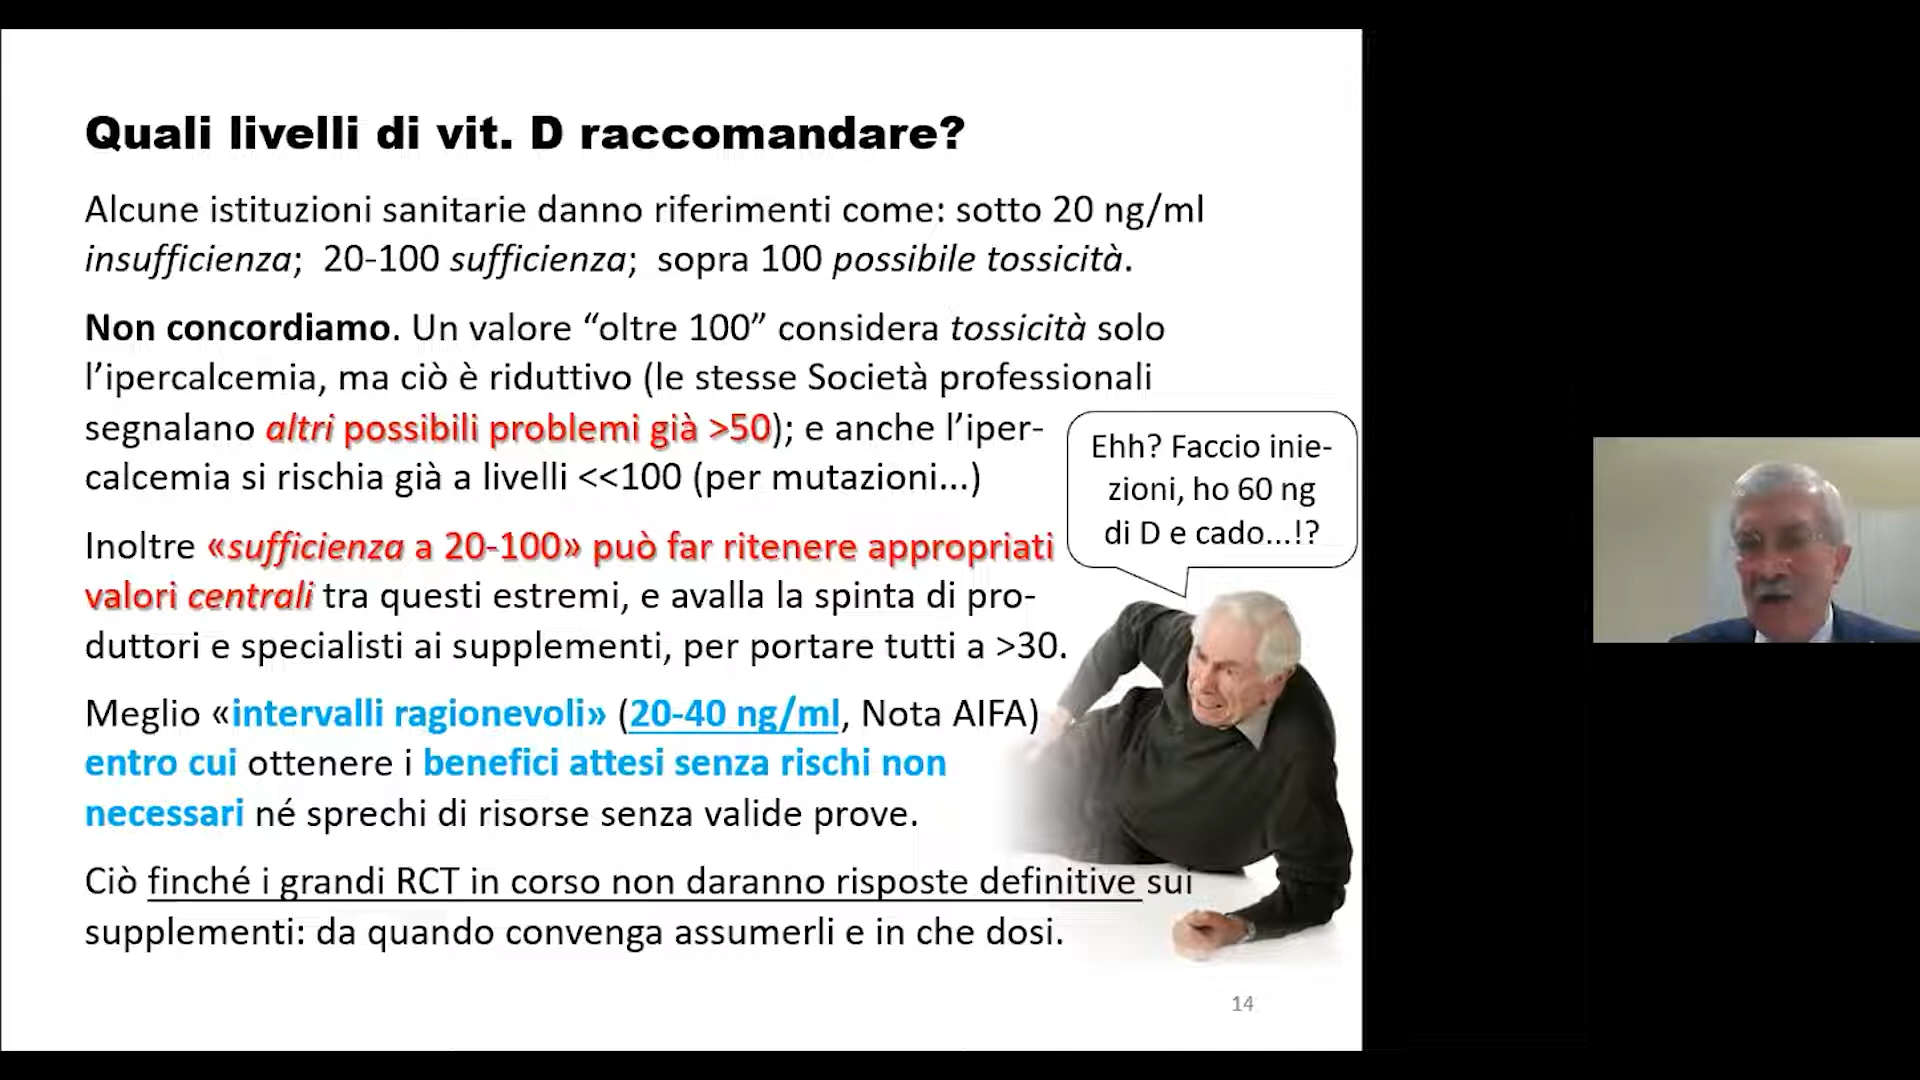 Quali livelli di vit. D raccomandare?
Alcune istituzioni sanitarie danno riferimenti come: sotto 20 ng/ml
insufficienza; 20-100 sufficienza; sopra 100 possibile tossicità.
Non concordiamo. Un valore “oltre 100” considera tossicità solo
l’ipercalcemia, ma ciò è riduttivo (le stesse Società professionali
segnalano altri possibili problemi già >50); e anche l’iper-
calcemia si rischia già a livelli <<100 (per mutazioni...)
Ehh? Faccio inie-
zioni, ho 60 ng
di D e cado...!?
Inoltre «sufficienza a 20-100» può far ritenere appropriati
valori centrali tra questi estremi, e avalla la spinta di pro-
duttori e specialisti ai supplementi, per portare tutti a >30.
Meglio «intervalli ragionevoli» (20-40 ng/ml, Nota AIFA)
entro cui ottenere i benefici attesi senza rischi non
necessari né sprechi di risorse senza valide prove.
Ciò finché i grandi RCT in corso non daranno risposte definitive sui
supplementi: da quando convenga assumerli e in che dosi.
14